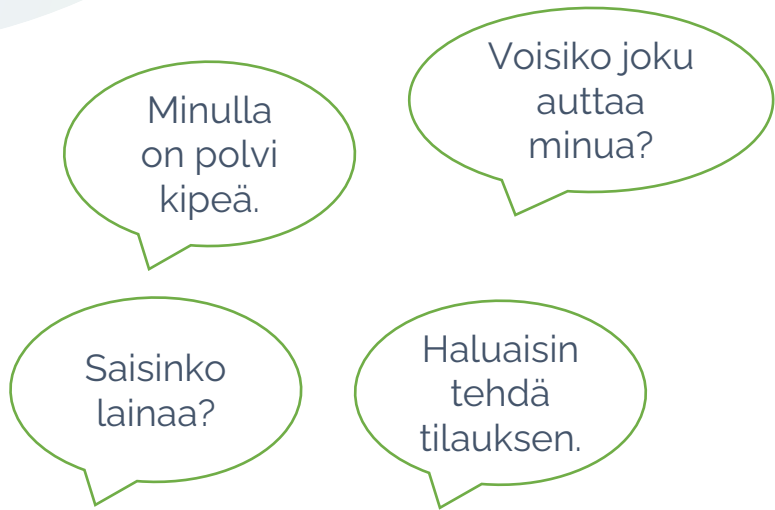 Minulla
on polvi
kipeä.
Voisiko joku
auttaa
minua?
Saisinko
lainaa?
Haluaisin
tehdä
tilauksen.